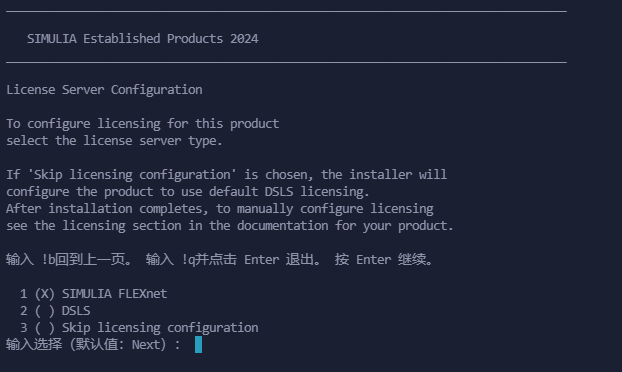 SIMULIA Established Products 2024
License Server Configuration
To configure licensing for this product
select the license server type.
If 'Skip licensing configuration' is chosen, the installer will
configure the product to use default DSLS licensing.
After installation completes, to manually configure licensing
see the licensing section in the documentation for your product.
输入 !b回到上一页。 输入 !q并点击 Enter 退出。 按 Enter 继续。
1 (X) SIMULIA FLEXnet
2 ( ) DSLS
3 ( ) Skip licensing configuration
输入选择 (默认值: Next) :